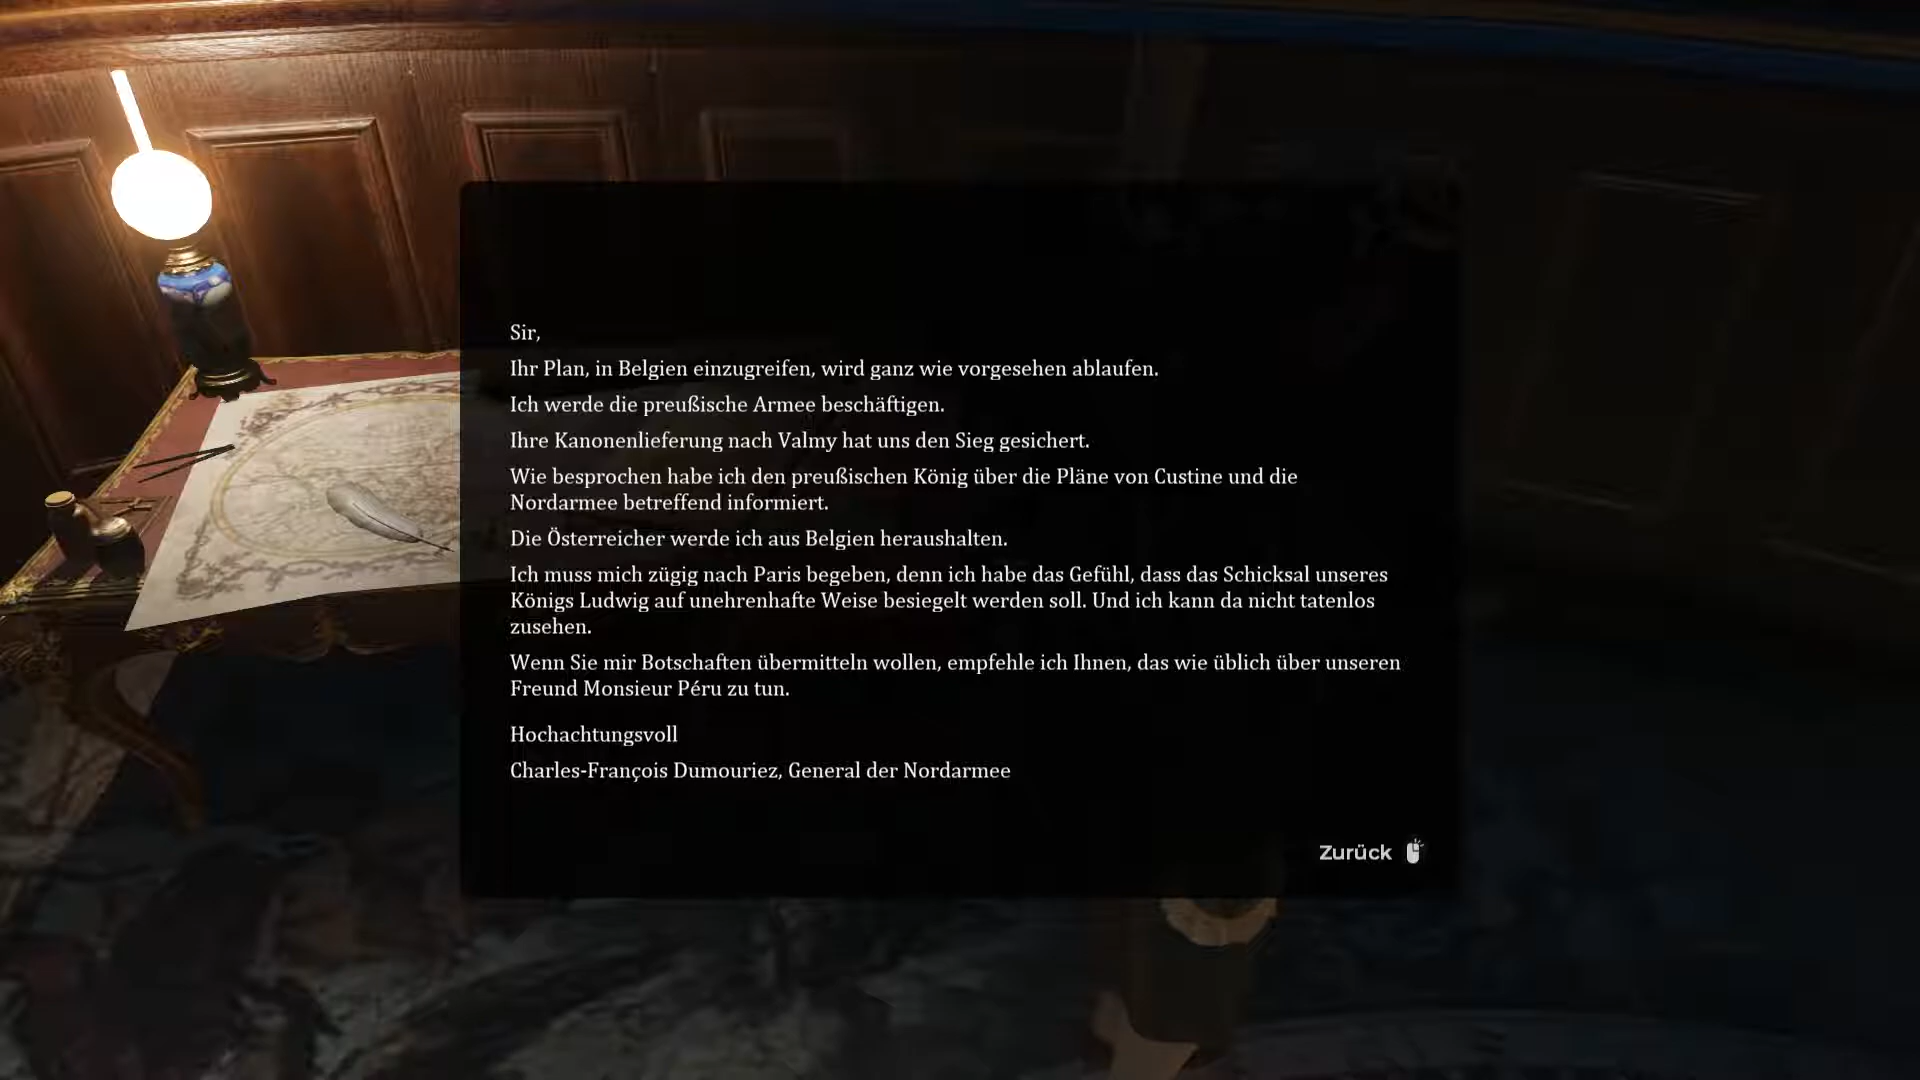 Sir,
Ihr Plan, in Belgien einzugreifen, wird ganz wie vorgesehen ablaufen.
Ich werde die preußische Armee beschäftigen.
Ihre Kanonenlieferung nach Valmy hat uns den Sieg gesichert.
Wie besprochen habe ich den preußischen König über die Pläne von Custine und die
Nordarmee betreffend informiert.
Die Österreicher werde ich aus Belgien heraushalten.
Ich muss mich zügig nach Paris begeben, denn ich habe das Gefühl, dass das Schicksal unseres
Königs Ludwig auf unehrenhafte Weise besiegelt werden soll. Und ich kann da nicht tatenlos
zusehen.
Wenn Sie mir Botschaften übermitteln wollen, empfehle ich Ihnen, das wie üblich über unseren
Freund Monsieur Péru zu tun.
Hochachtungsvoll
Charles-François Dumouriez, General der Nordarmee
Zurück